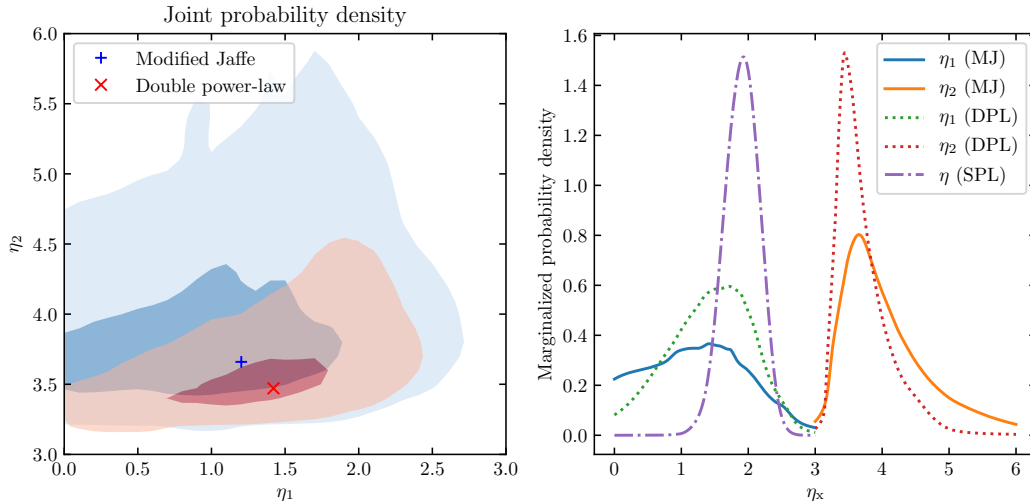 Joint probability density
6.0
5.5
5.0
4.5
4.0
3.5
3.0
η₂
Modified Jaffe
Double power-law
0.0 0.5 1.0 1.5 2.0 2.5 3.0
η₁
1.6
1.4
1.2
1.0
0.8
0.6
0.4
0.2
0.0
Marginalized probability density
η₁ (MJ)
η₂ (MJ)
η₁ (DPL)
η₂ (DPL)
η (SPL)
0 1 2 3 4 5 6
ηₓ